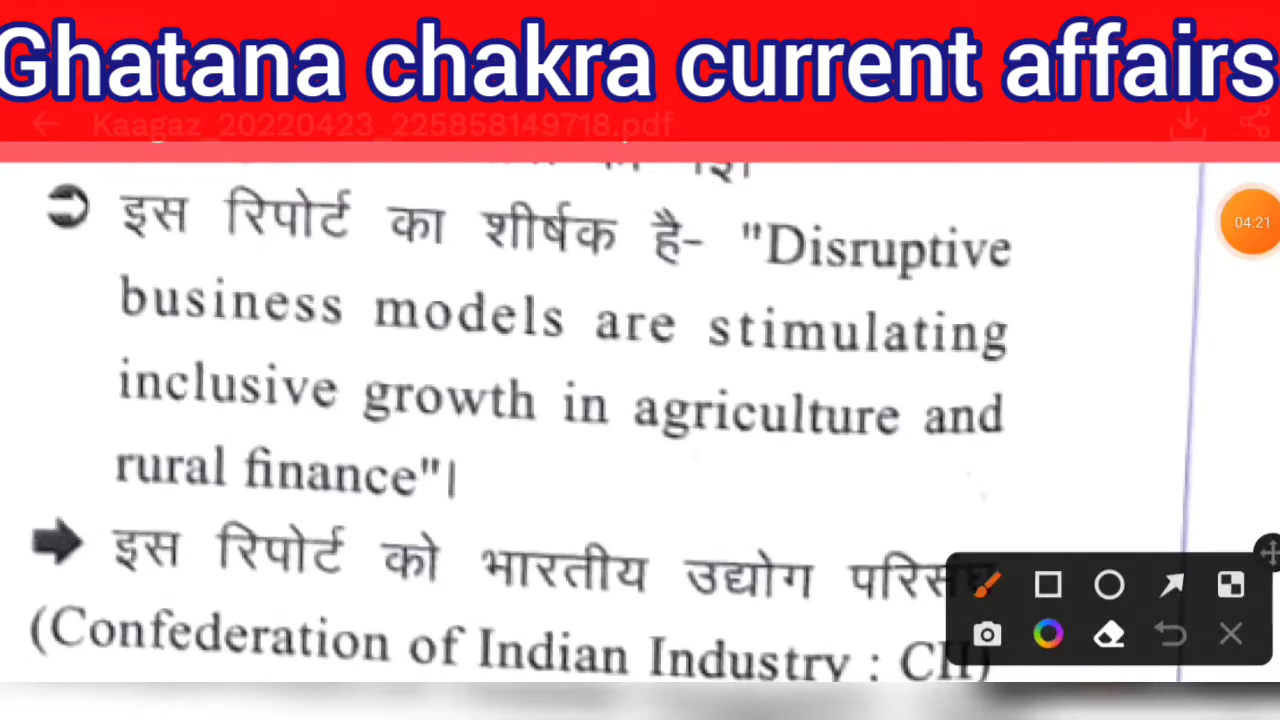 Ghatana chakra current affairs
Kaagaz_20220423_225858149718.pdf
04:21
इस रिपोर्ट का शीर्षक है- "Disruptive
business models are stimulating
inclusive growth in agriculture and
rural finance"।
इस रिपोर्ट को भारतीय उद्योग परिसंघ
(Confederation of Indian Industry : CII)